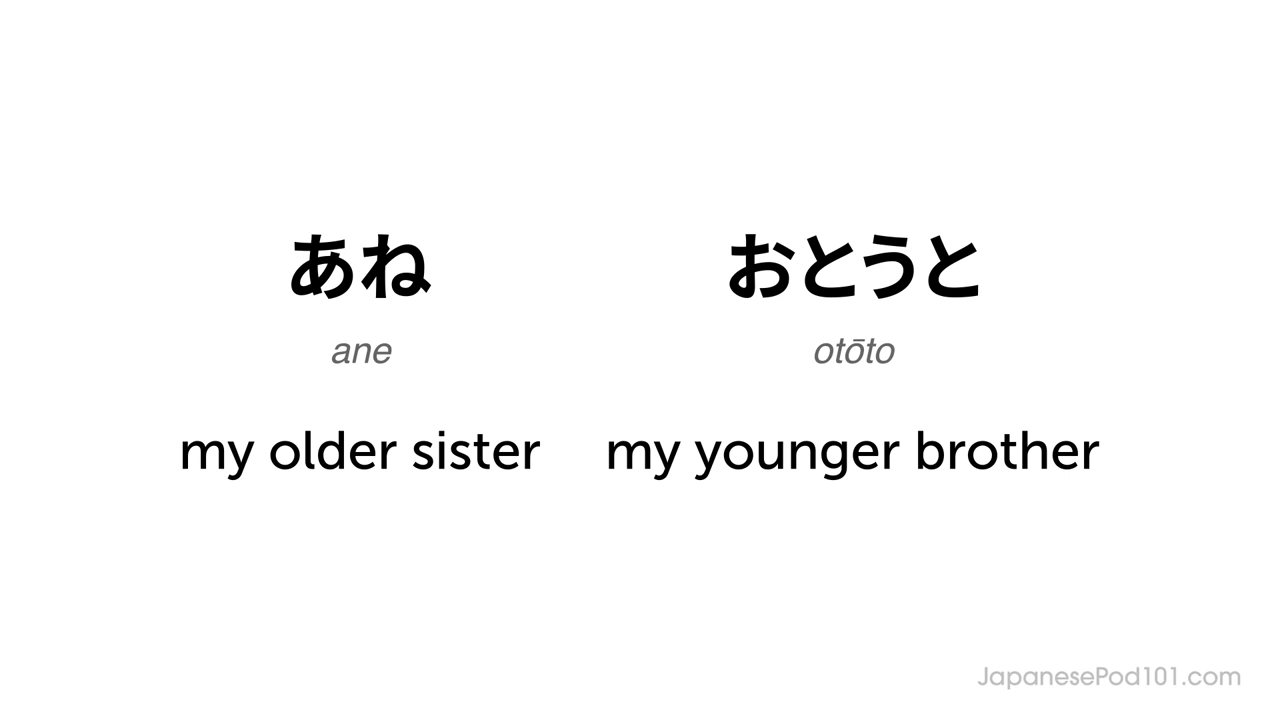 あね おとうと
ane otōto
my older sister my younger brother
JapanesePod101.com